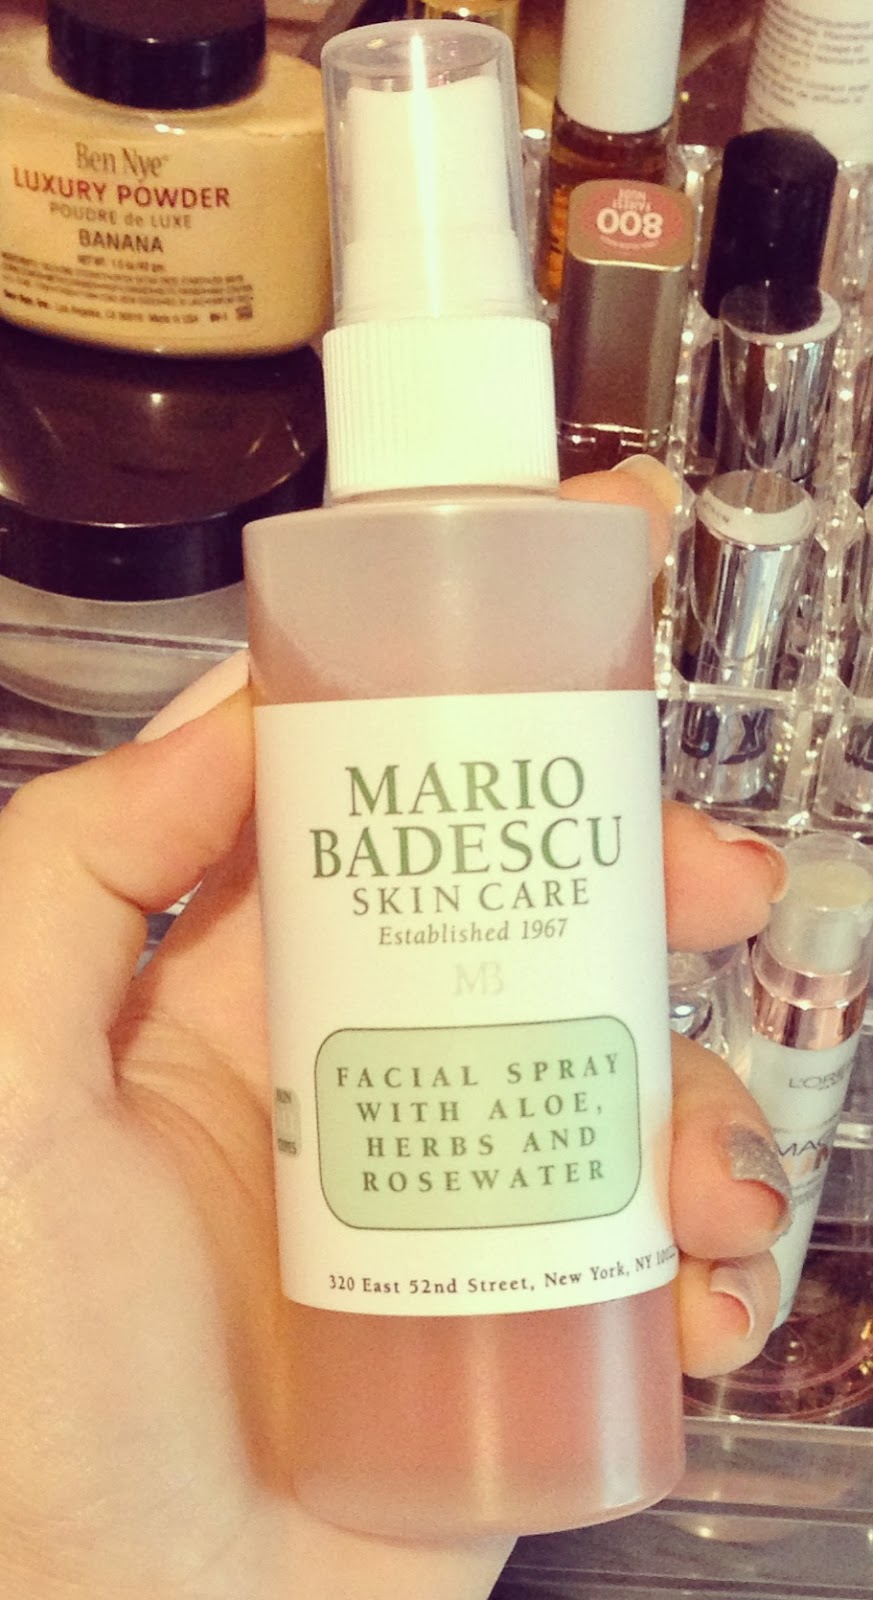 Ben Nye
LUXURY POWDER
POUDRE de LUXE
BANANA
008
MARIO
BADESCU
SKIN CARE
Established 1967
MB
FACIAL SPRAY
WITH ALOE,
HERBS AND
ROSEWATER
320 East 52nd Street, New York, NY
L'ORÉ